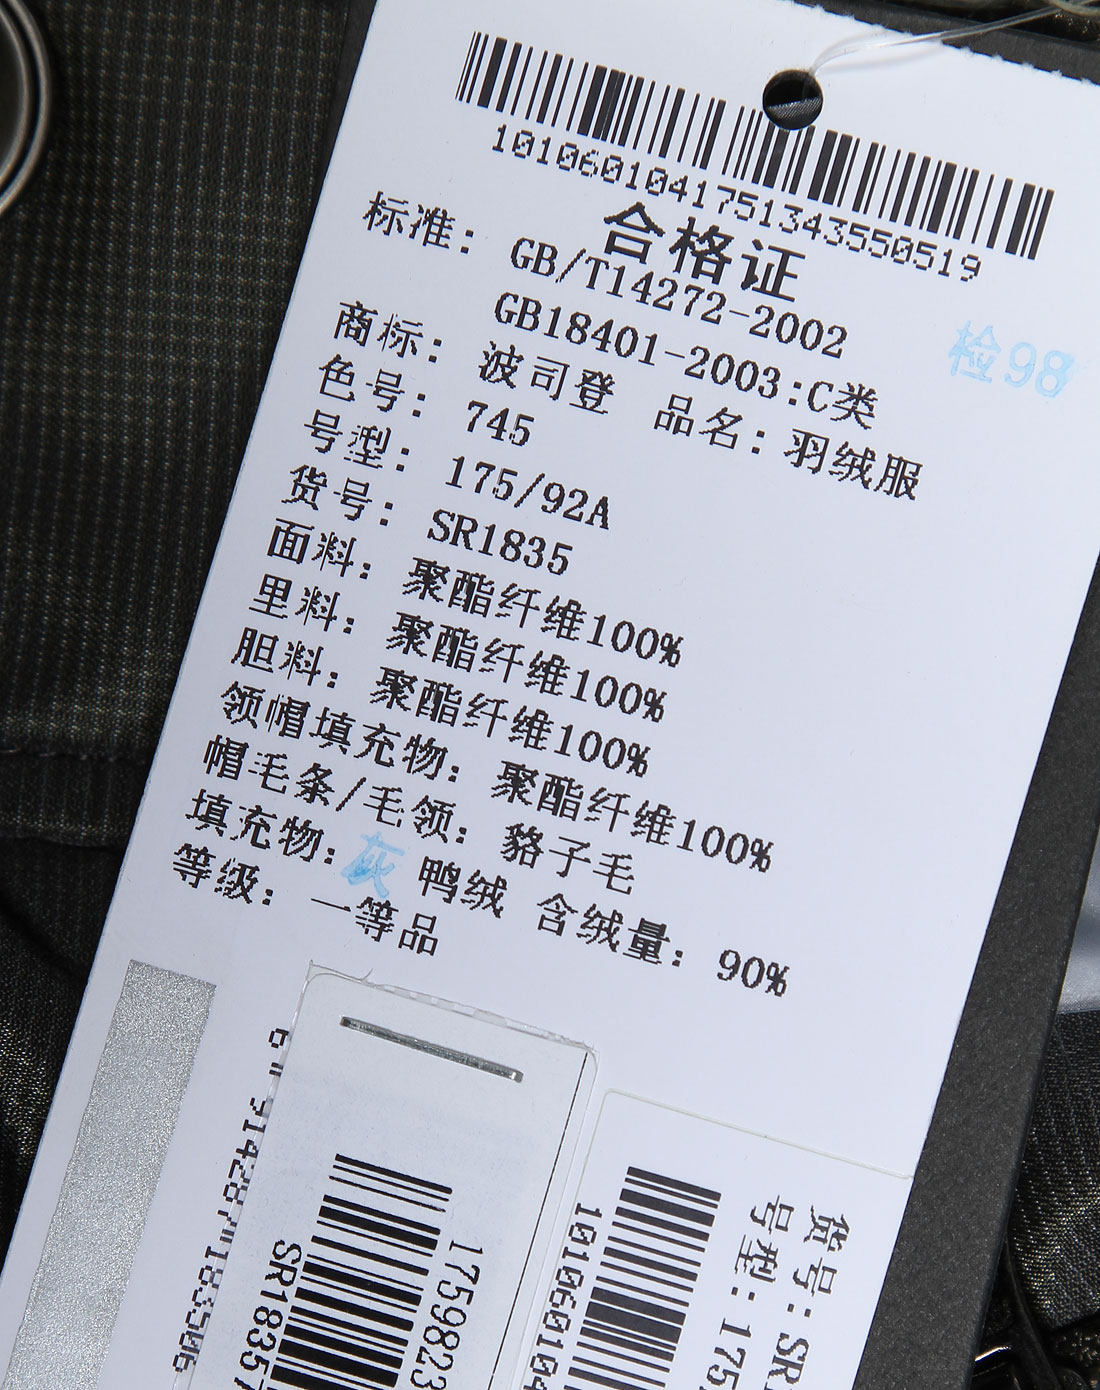 1010601041751343550519
合格证
标准： GB/T14272-2002
GB18401-2003:C类
检98
商标： 波司登 品名：羽绒服
色号： 745
号型： 175/92A
货号： SR1835
面料： 聚酯纤维100%
里料： 聚酯纤维100%
胆料： 聚酯纤维100%
领帽填充物：聚酯纤维100%
帽毛条/毛领：貉子毛
填充物：灰 鸭绒 含绒量：90%
等级： 一等品
SR1835
1759823
10106010
货号：SR
号型：175